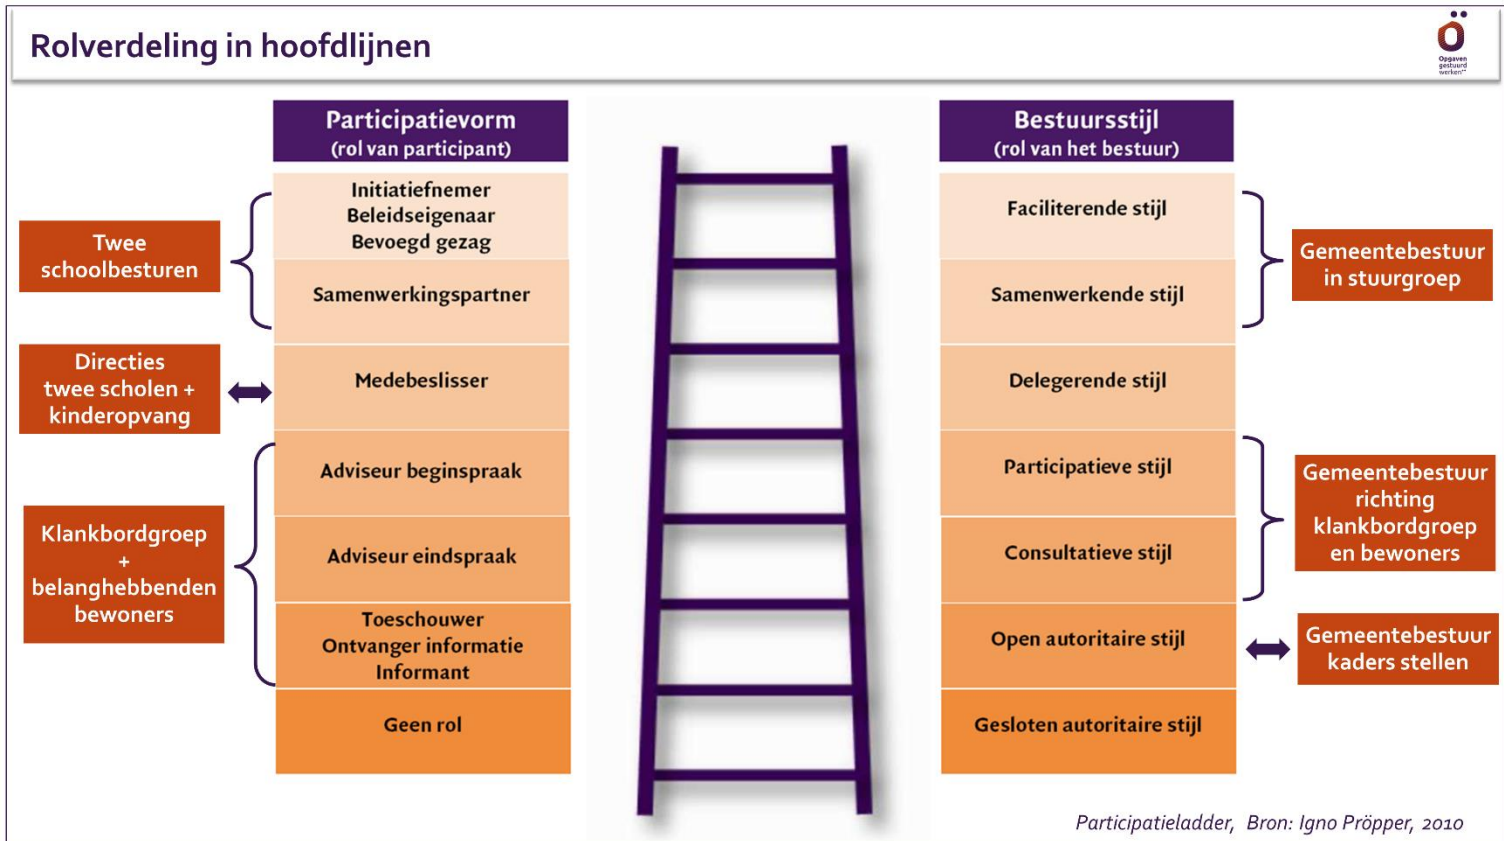 Rolverdeling in hoofdlijnen
Ö
Opgaven
gestuurd
werken
Participatievorm
(rol van participant)
Bestuursstijl
(rol van het bestuur)
Twee
schoolbesturen
Initiatiefnemer
Beleidseigenaar
Bevoegd gezag
Samenwerkingspartner
Faciliterende stijl
Samenwerkende stijl
Gemeentebestuur
in stuurgroep
Directies
twee scholen +
kinderopvang
Medebeslisser
Delegerende stijl
Klankbordgroep
+
belanghebbenden
bewoners
Adviseur beginspraak
Adviseur eindspraak
Toeschouwer
Ontvanger informatie
Informant
Participatieve stijl
Consultatieve stijl
Gemeentebestuur
richting
klankbordgroep
en bewoners
Open autoritaire stijl
Gemeentebestuur
kaders stellen
Geen rol
Gesloten autoritaire stijl
Participatieladder, Bron: Igno Pröpper, 2010